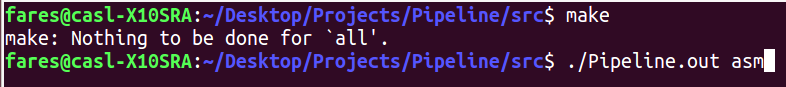 fares@casl-X10SRA:~/Desktop/Projects/Pipeline/src$ make
make: Nothing to be done for `all'.
fares@casl-X10SRA:~/Desktop/Projects/Pipeline/src$ ./Pipeline.out asm